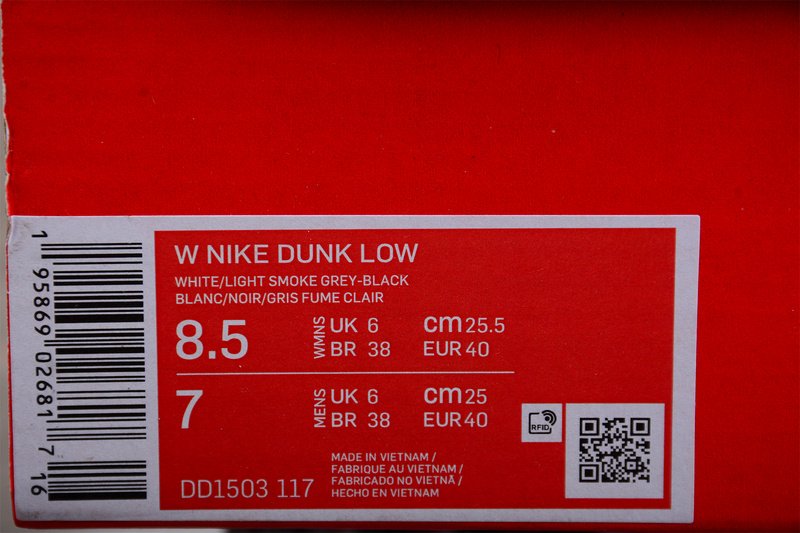 W NIKE DUNK LOW
WHITE/LIGHT SMOKE GREY-BLACK
BLANC/NOIR/GRIS FUME CLAIR
8.5 WMNS UK 6 cm 25.5
BR 38 EUR 40
7 MENS UK 6 cm 25
BR 38 EUR 40
RFID
MADE IN VIETNAM /
FABRIQUE AU VIETNAM /
FABRICADO NO VIETNÃ /
HECHO EN VIETNAM
DD1503 117
1 95869 02681 7 16